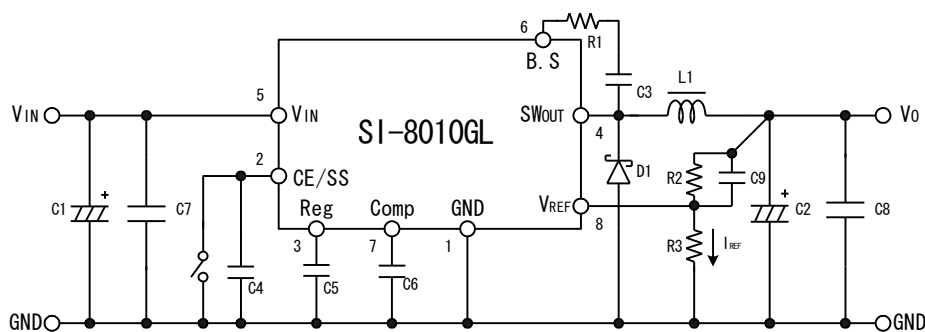 6
R1
B.S
C3
L1
5
VIN
VIN
SI-8010GL
SWOUT
4
VO
2
CE/SS
D1
R2
C9
C1
+
C7
Reg
Comp
GND
VREF
8
C2
+
C8
3
7
1
R3
IREF
C4
C5
C6
GND
GND